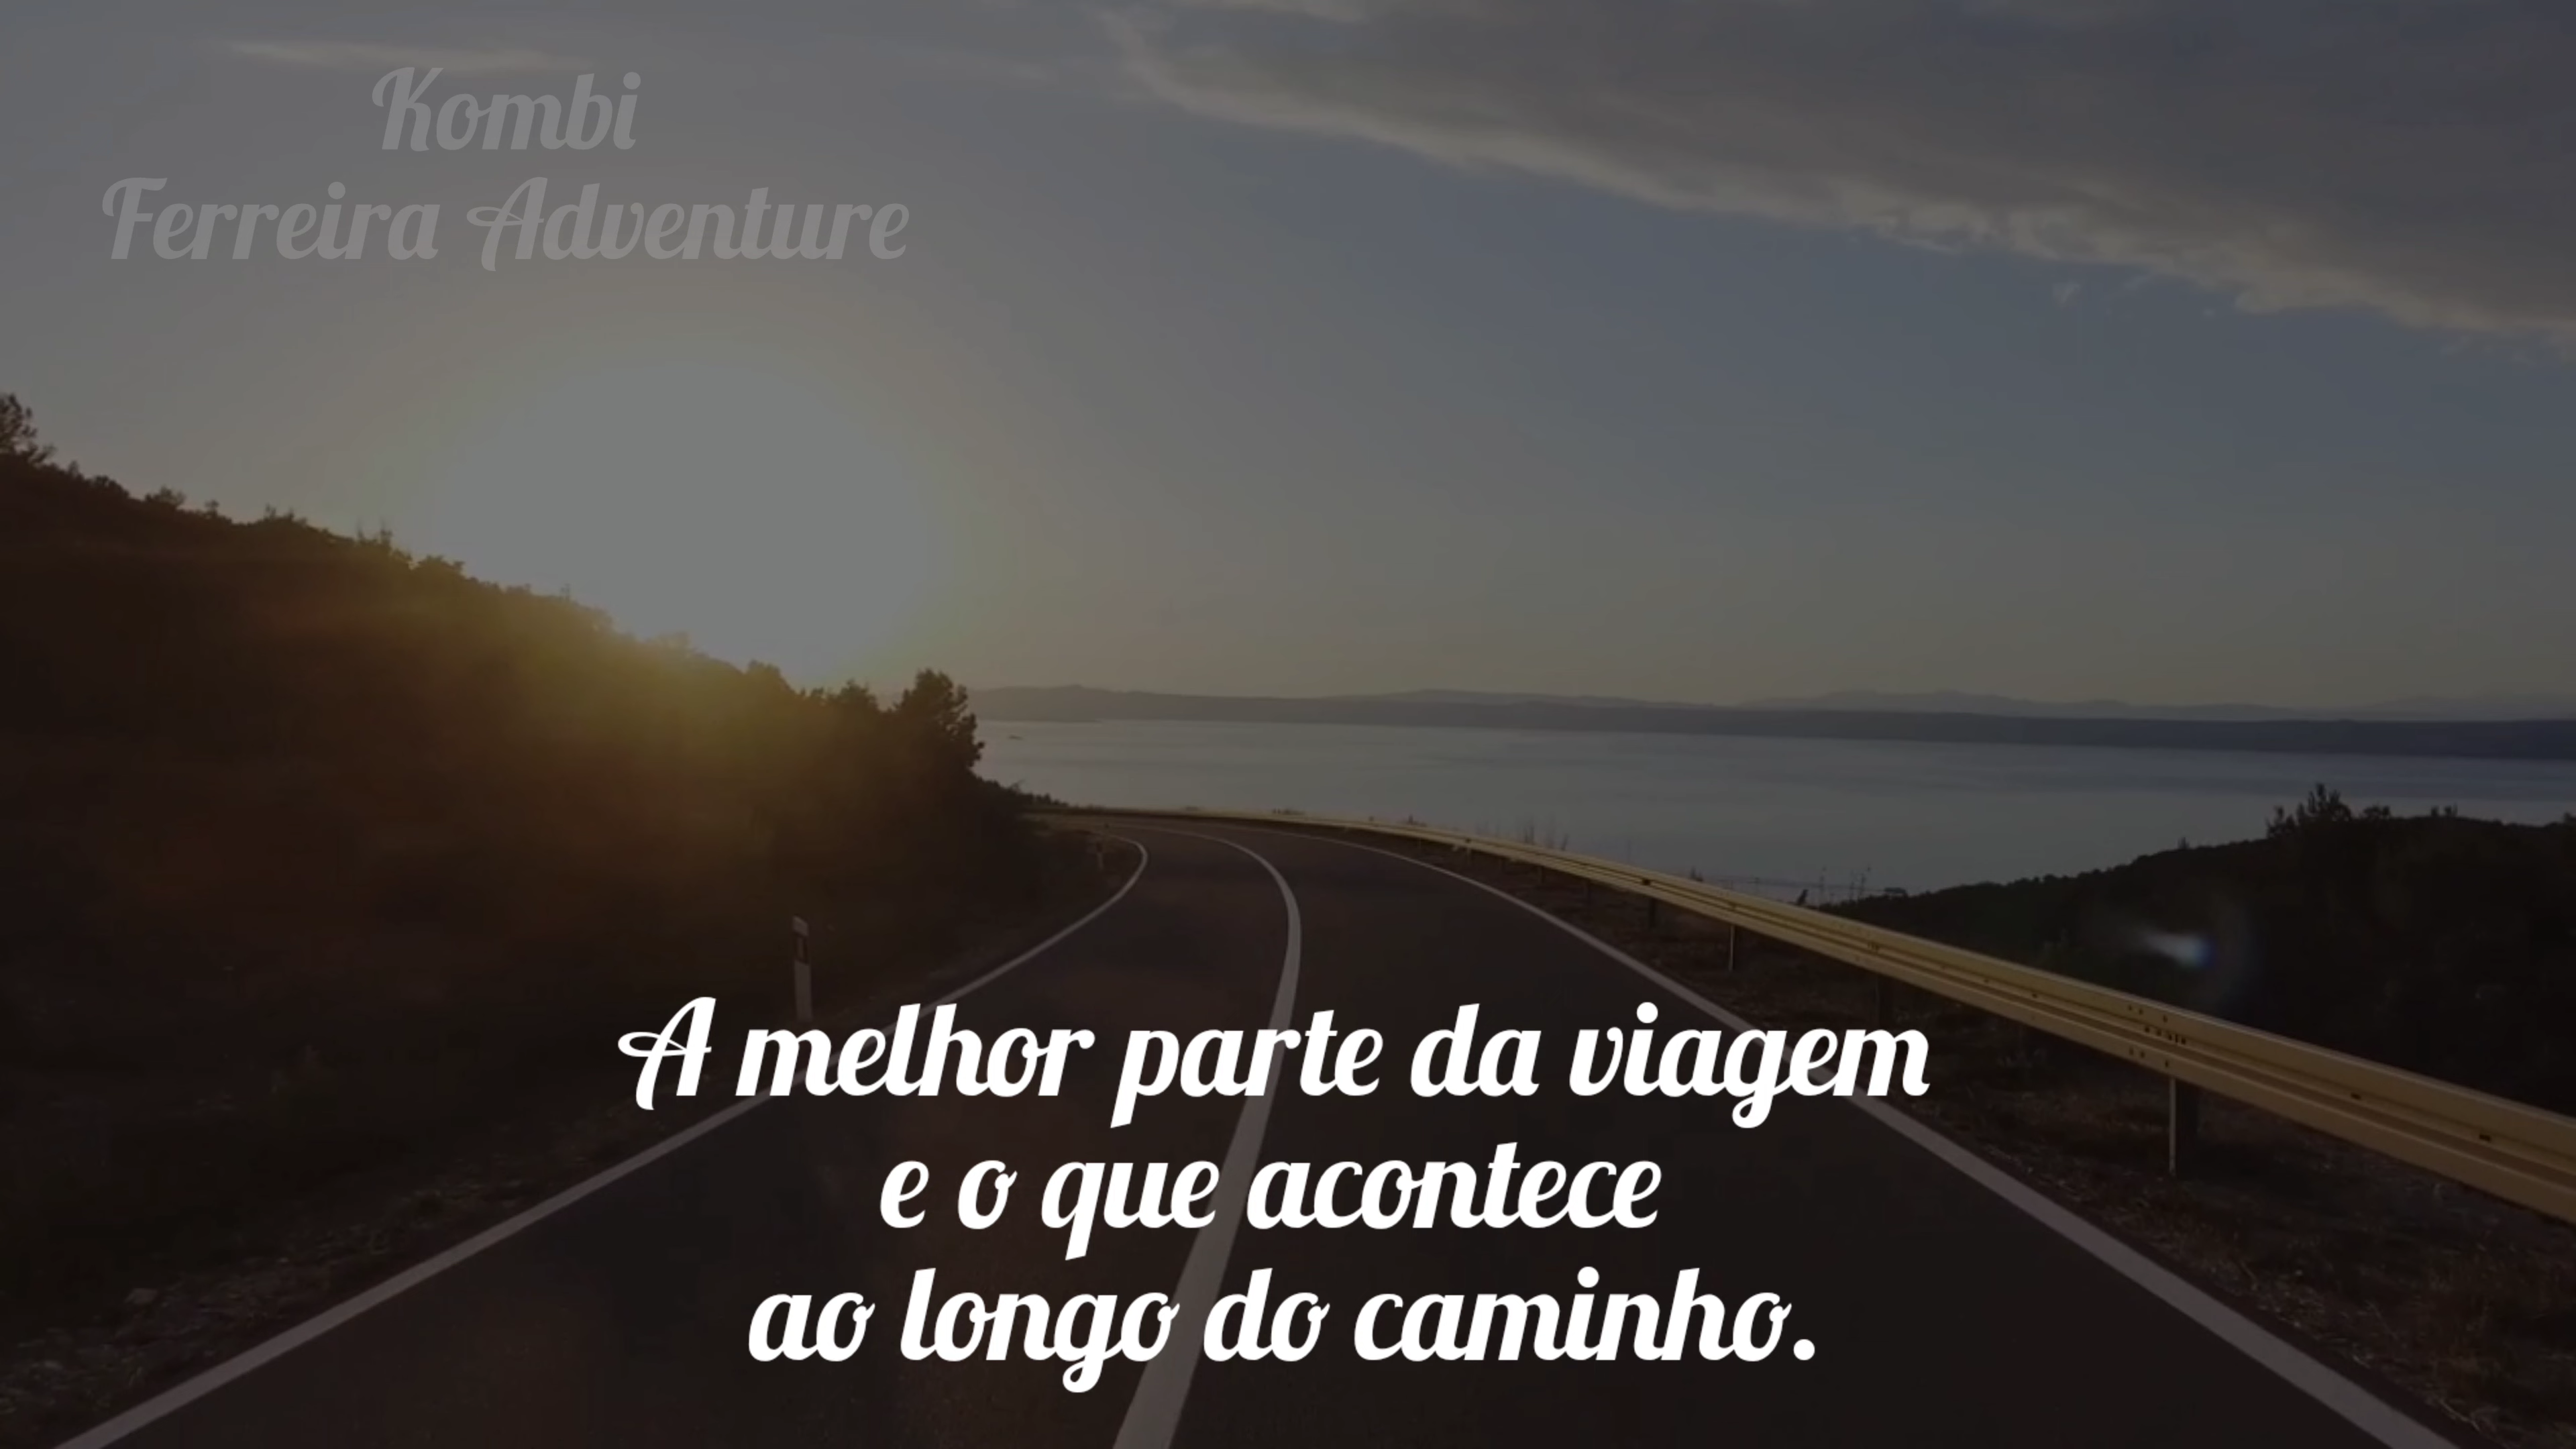 Kombi
Ferreira Adventure
A melhor parte da viagem
e o que acontece
ao longo do caminho.